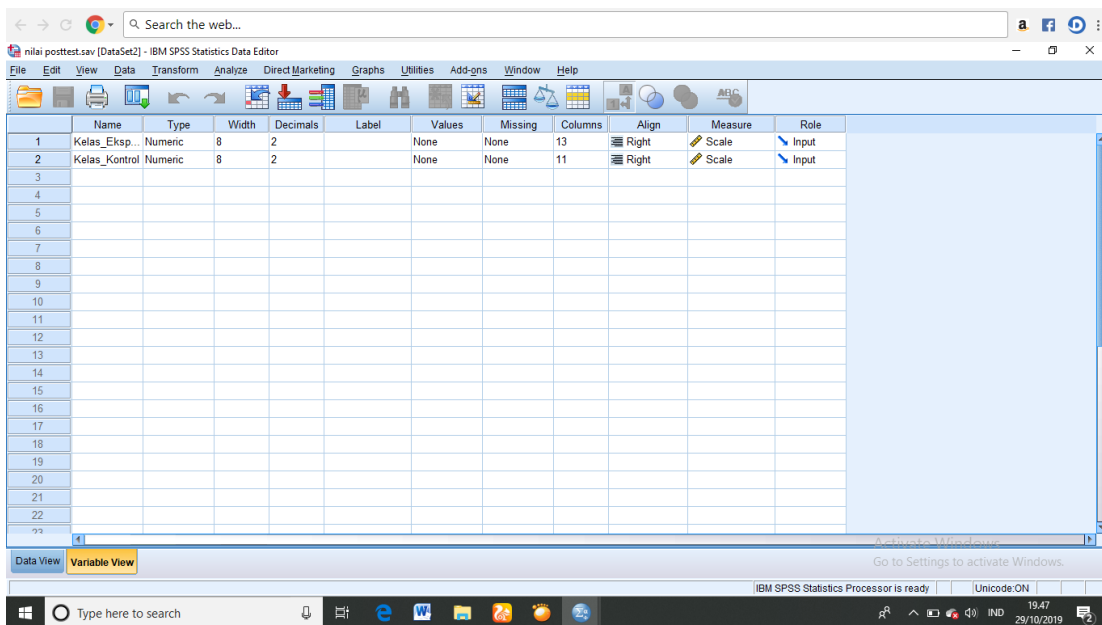 Search the web...
nilai posttest.sav [DataSet2] - IBM SPSS Statistics Data Editor
File Edit View Data Transform Analyze Direct Marketing Graphs Utilities Add-ons Window Help
Name Type Width Decimals Label Values Missing Columns Align Measure Role
1 Kelas_Eksp... Numeric 8 2 None None 13 Right Scale Input
2 Kelas_Kontrol Numeric 8 2 None None 11 Right Scale Input
3
4
5
6
7
8
9
10
11
12
13
14
15
16
17
18
19
20
21
22
23
Activate Windows
Data View Variable View Go to Settings to activate Windows.
IBM SPSS Statistics Processor is ready Unicode:ON
Type here to search IND 19.47
29/10/2019 2